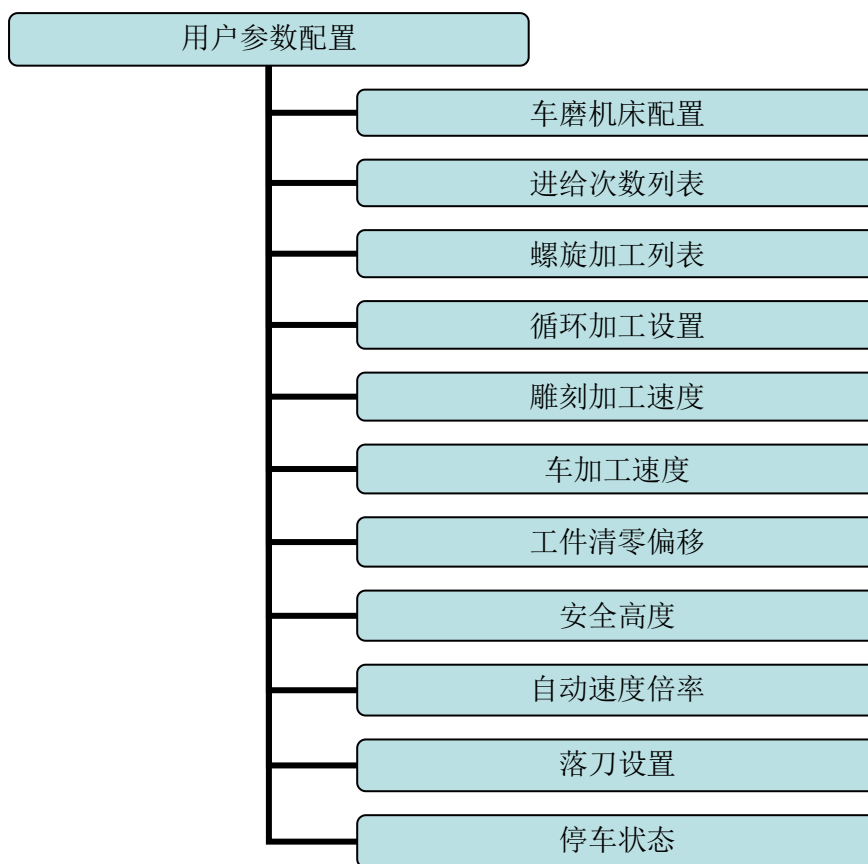 用户参数配置
车磨机床配置
进给次数列表
螺旋加工列表
循环加工设置
雕刻加工速度
车加工速度
工件清零偏移
安全高度
自动速度倍率
落刀设置
停车状态